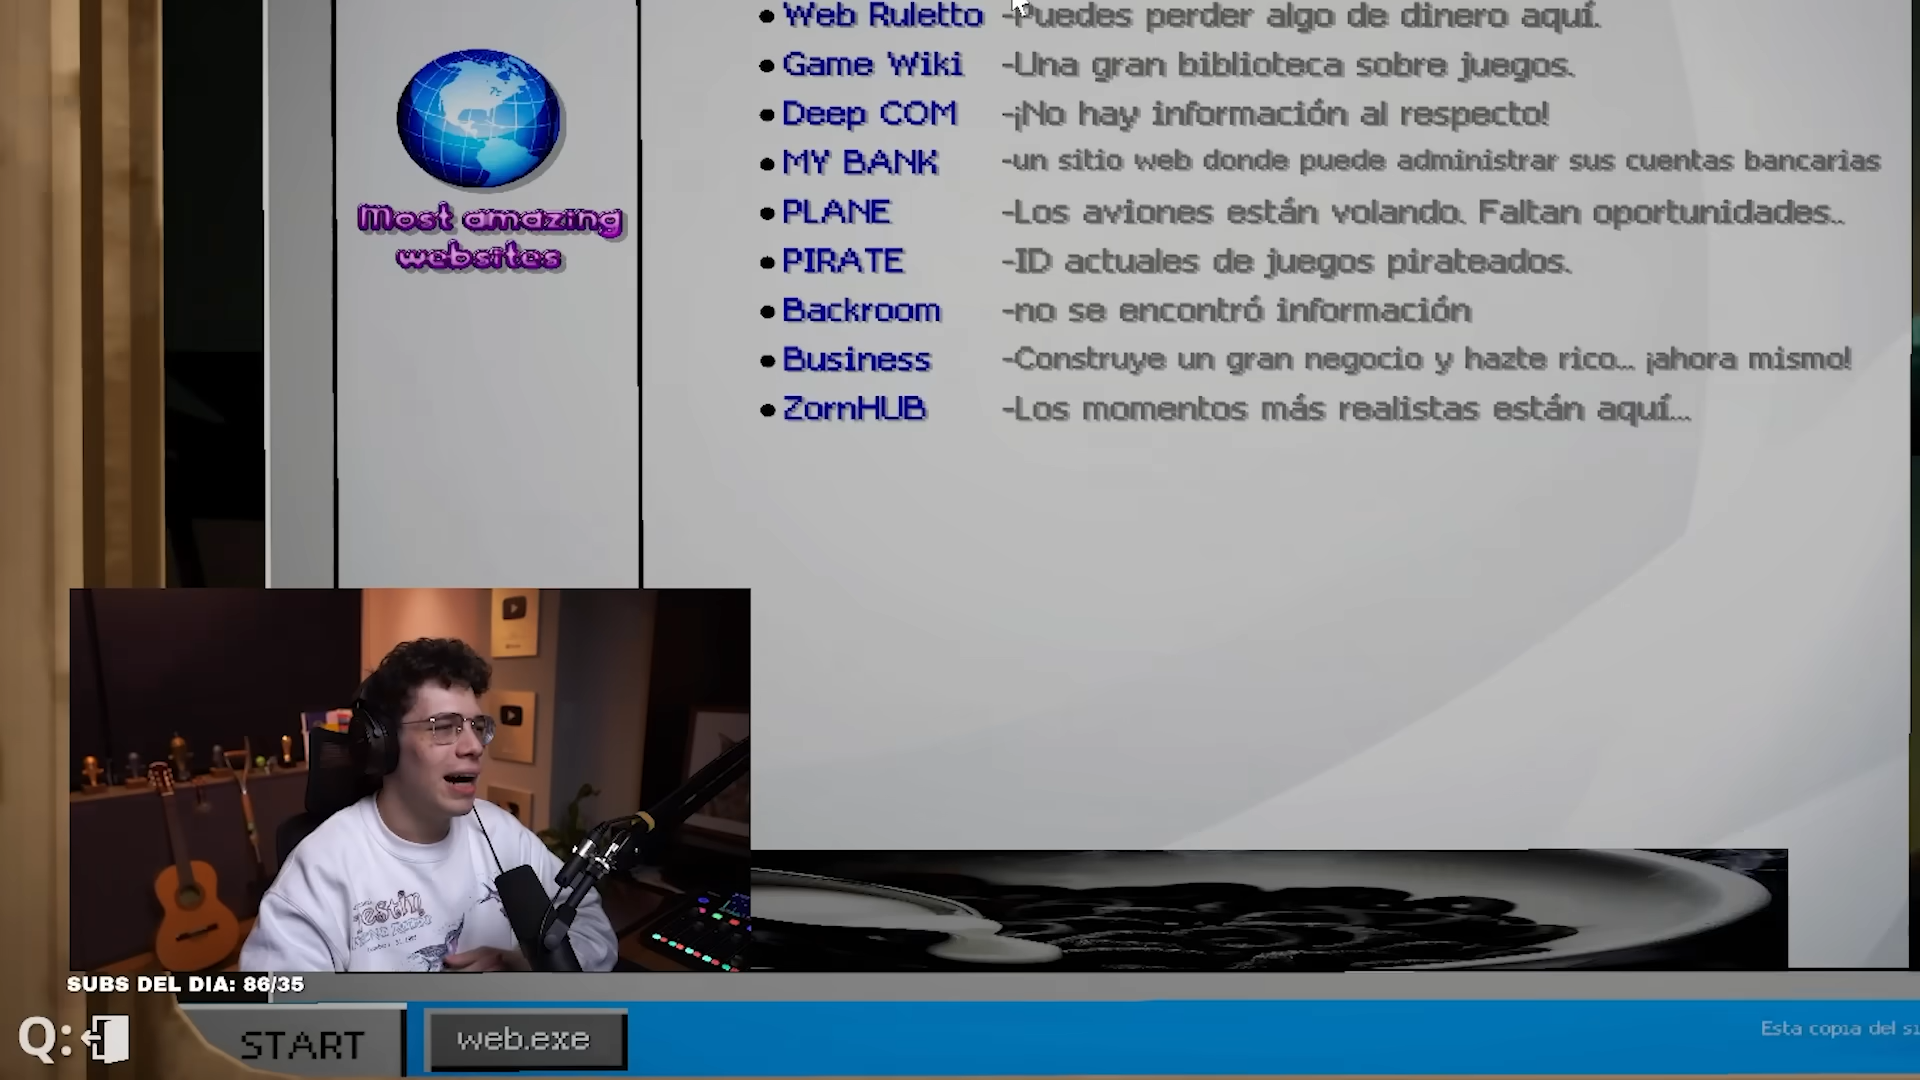 Web Ruletto -Puedes perder algo de dinero aquí.
Game Wiki -Una gran biblioteca sobre juegos.
Deep COM -¡No hay información al respecto!
MY BANK -un sitio web donde puede administrar sus cuentas bancarias
PLANE -Los aviones están volando. Faltan oportunidades..
PIRATE -ID actuales de juegos pirateados.
Backroom -no se encontró información
Business -Construye un gran negocio y hazte rico... ¡ahora mismo!
ZornHUB -Los momentos más realistas están aquí...
Most amazing
websites
SUBS DEL DIA: 86/35
Q:
START
web.exe
Esta copia del